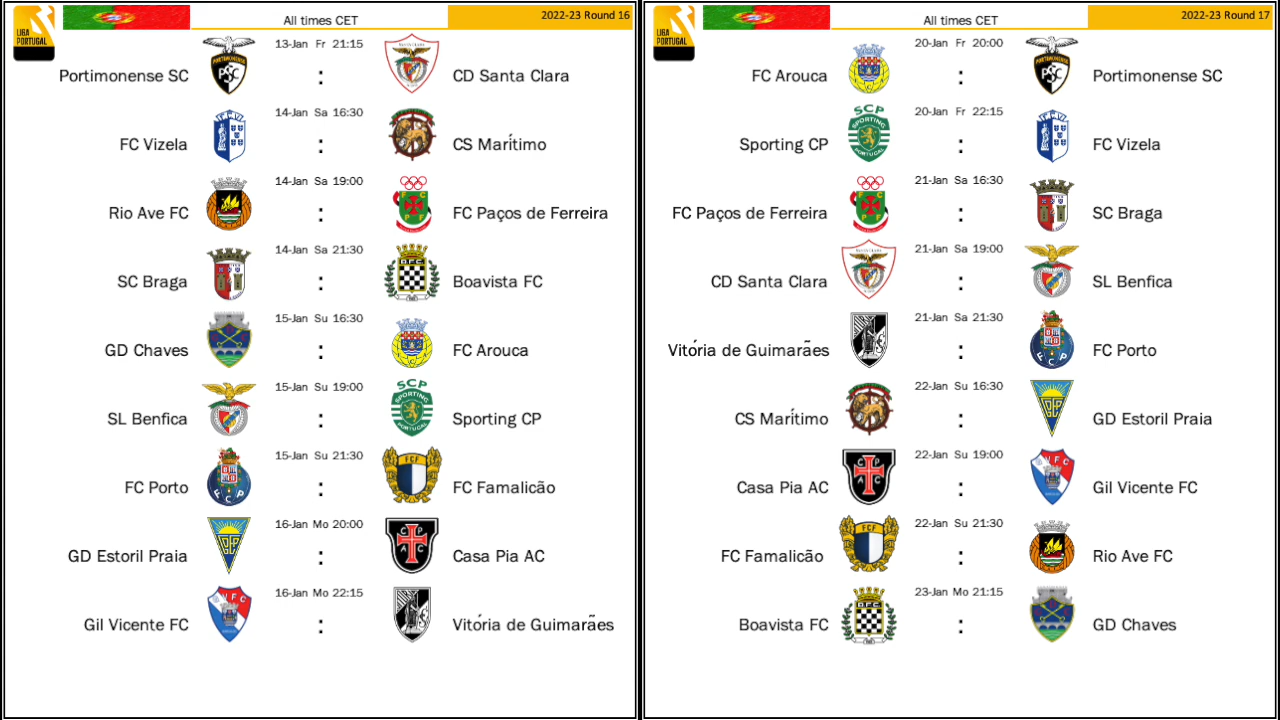 LIGA PORTUGAL
All times CET
2022-23 Round 16
13-Jan Fr 21:15
Portimonense SC : CD Santa Clara
14-Jan Sa 16:30
FC Vizela : CS Marítimo
14-Jan Sa 19:00
Rio Ave FC : FC Paços de Ferreira
14-Jan Sa 21:30
SC Braga : Boavista FC
15-Jan Su 16:30
GD Chaves : FC Arouca
15-Jan Su 19:00
SL Benfica : Sporting CP
15-Jan Su 21:30
FC Porto : FC Famalicão
16-Jan Mo 20:00
GD Estoril Praia : Casa Pia AC
16-Jan Mo 22:15
Gil Vicente FC : Vitória de Guimarães
LIGA PORTUGAL
All times CET
2022-23 Round 17
20-Jan Fr 20:00
FC Arouca : Portimonense SC
20-Jan Fr 22:15
Sporting CP : FC Vizela
21-Jan Sa 16:30
FC Paços de Ferreira : SC Braga
21-Jan Sa 19:00
CD Santa Clara : SL Benfica
21-Jan Sa 21:30
Vitória de Guimarães : FC Porto
22-Jan Su 16:30
CS Marítimo : GD Estoril Praia
22-Jan Su 19:00
Casa Pia AC : Gil Vicente FC
22-Jan Su 21:30
FC Famalicão : Rio Ave FC
23-Jan Mo 21:15
Boavista FC : GD Chaves